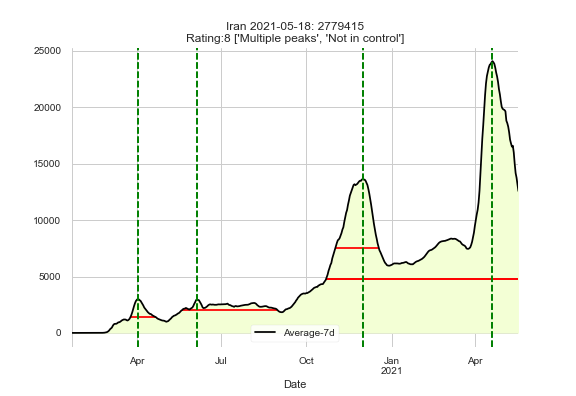 Iran 2021-05-18: 2779415
Rating:8 ['Multiple peaks', 'Not in control']
25000
20000
15000
10000
5000
0
Average-7d
Apr
Jul
Oct
Jan
2021
Apr
Date